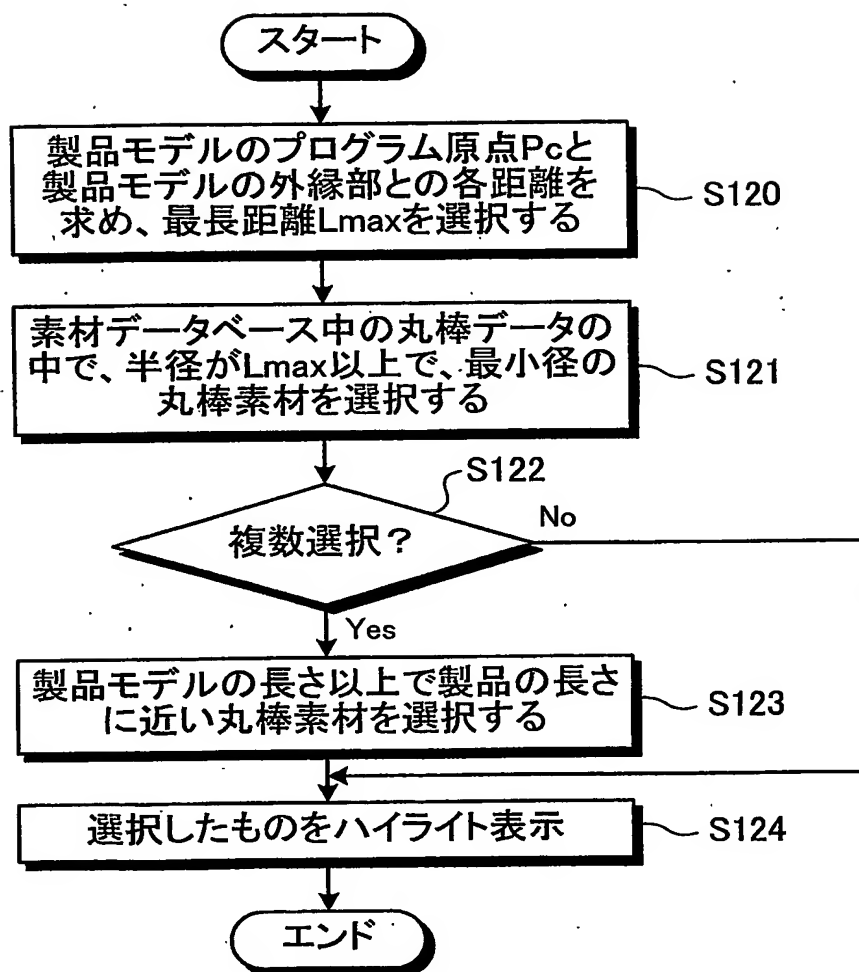 スタート
製品モデルのプログラム原点Pcと
製品モデルの外縁部との各距離を
求め、最長距離Lmaxを選択する
S120
素材データベース中の丸棒データの
中で、半径がLmax以上で、最小径の
丸棒素材を選択する
S121
S122
複数選択？
No
Yes
製品モデルの長さ以上で製品の長さ
に近い丸棒素材を選択する
S123
選択したものをハイライト表示
S124
エンド